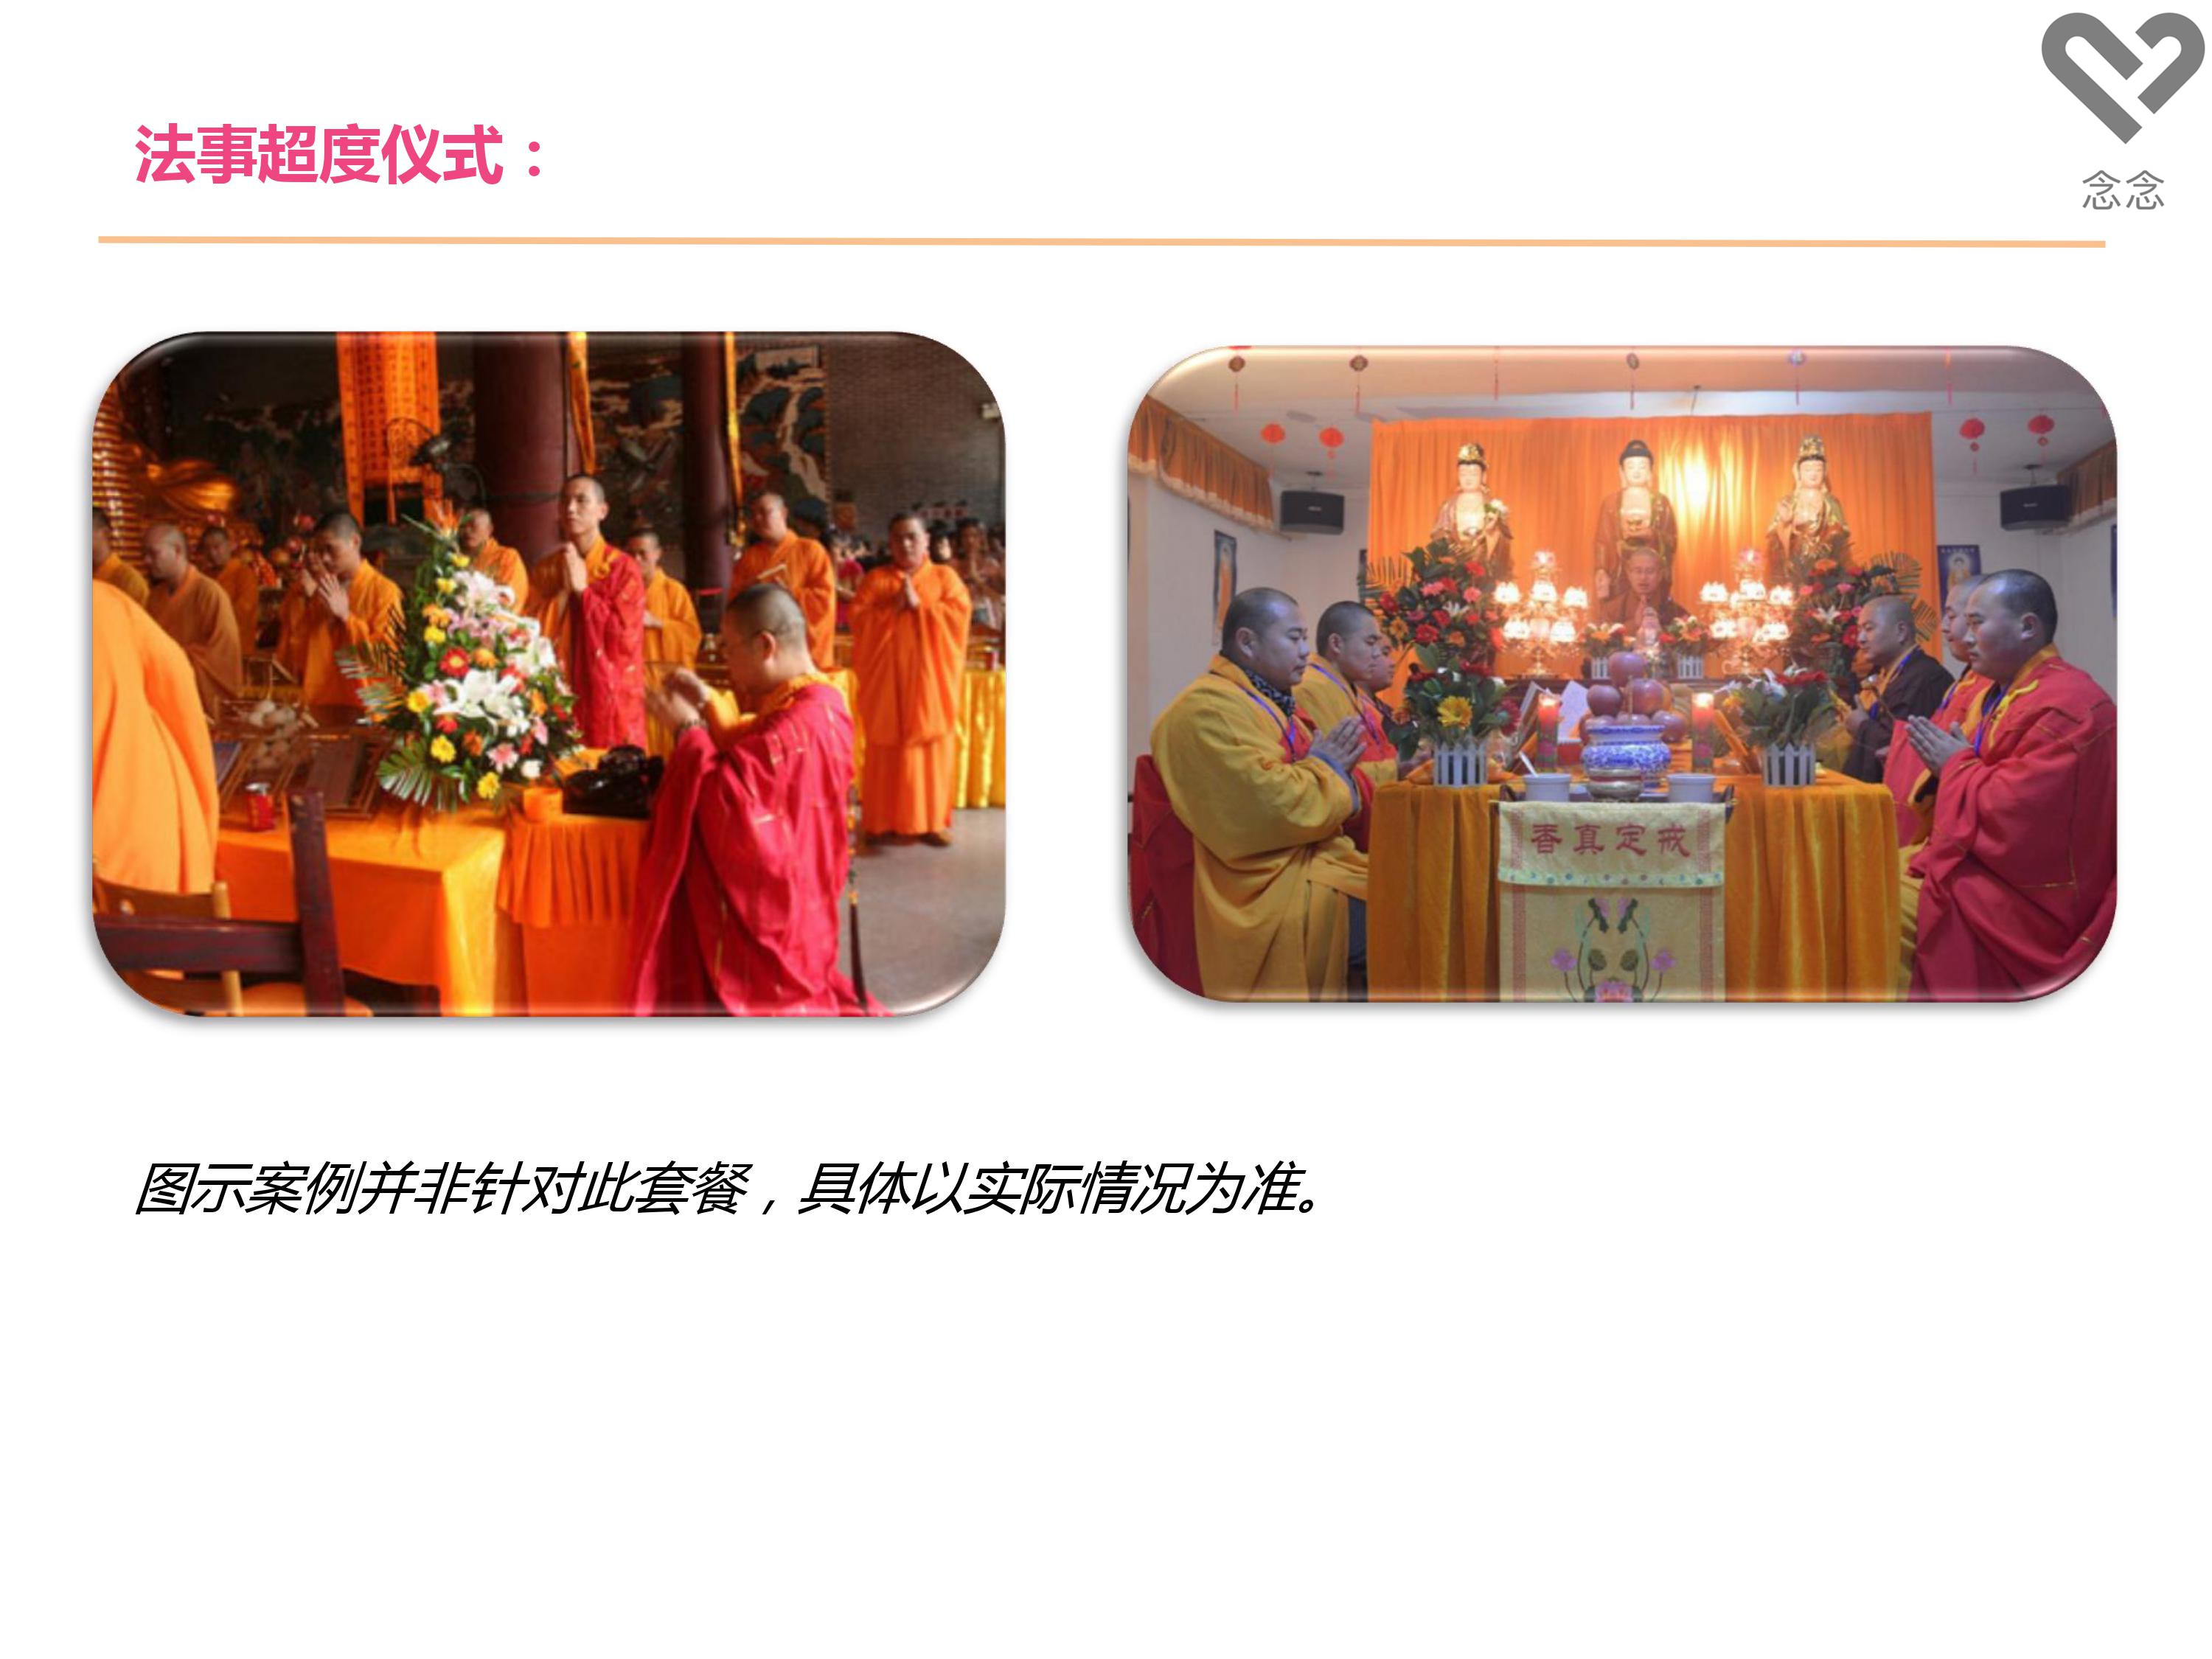 念念
法事超度仪式：
香真定戒
图示案例并非针对此套餐，具体以实际情况为准。